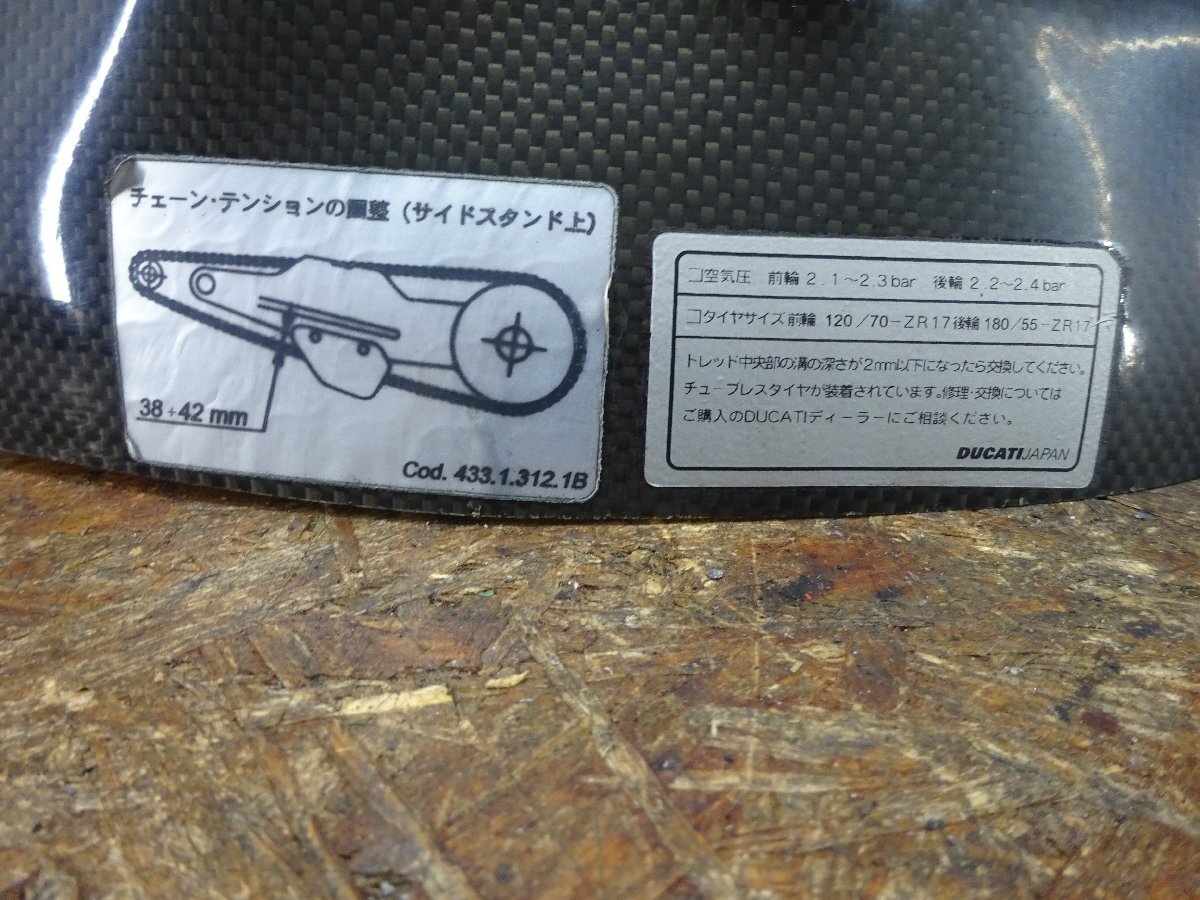 チェーン・テンションの調整 (サイドスタンド上)
38÷42 mm
Cod. 433.1.312.1B
□空気圧 前輪 2.1～2.3bar 後輪 2.2～2.4bar
□タイヤサイズ 前輪 120/70-ZR17 後輪 180/55-ZR17
トレッド中央部の溝の深さが2mm以下になったら交換してください。
チューブレスタイヤが装着されています。修理・交換については
ご購入のDUCATIディーラーにご相談ください。
DUCATIJAPAN